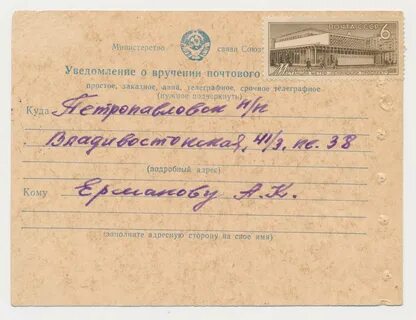 ПОЧТА СССР 6
Министерство связи Союза
Уведомление о вручении почтового
простое, заказное, авиа, телеграфное, срочное телеграфное
(нужное подчеркнуть)
Куда Петропавловск н/к
Владивостокская, 41/3, кв. 38
(подробный адрес)
Кому Ермакову А.К.
(заполните адресную сторону на свое имя)